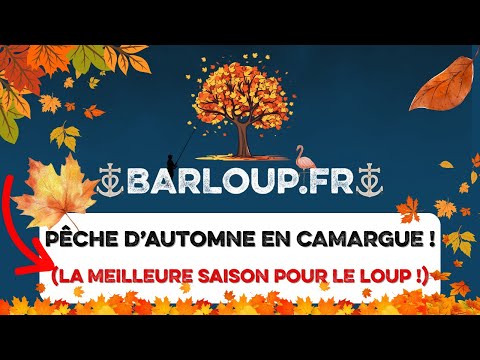 BARLOUP.FR
PÊCHE D'AUTOMNE EN CAMARGUE !
(LA MEILLEURE SAISON POUR LE LOUP !)